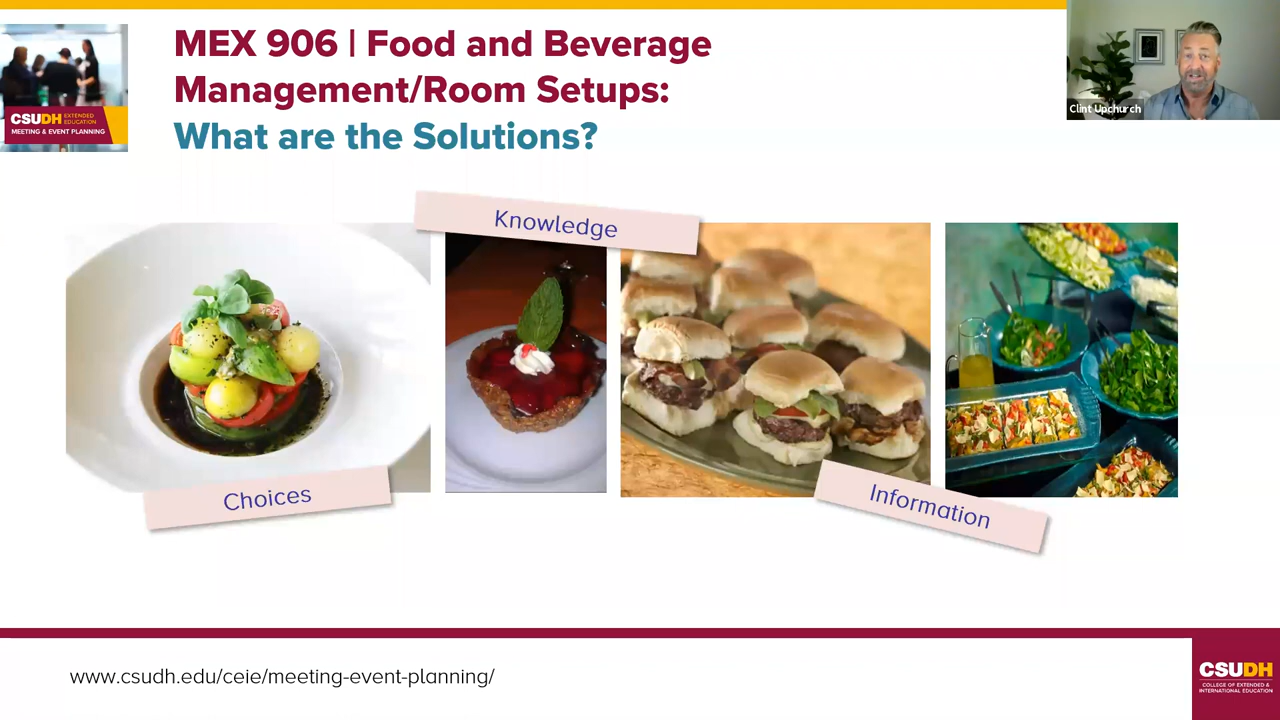 MEX 906 | Food and Beverage
Management/Room Setups:
What are the Solutions?
CSUDH EXTENDED
EDUCATION
MEETING & EVENT PLANNING
Clint Upchurch
Knowledge
Choices
Information
www.csudh.edu/ceie/meeting-event-planning/
CSUDH
COLLEGE OF EXTENDED &
INTERNATIONAL EDUCATION